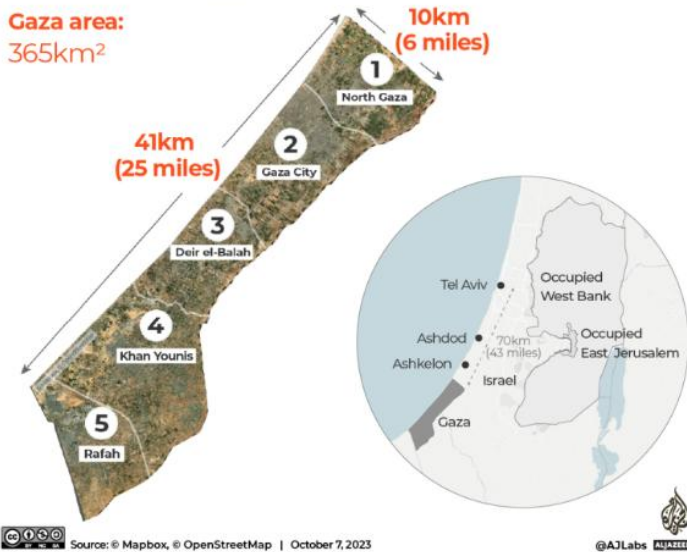 Gaza area:
365km²
10km
(6 miles)
41km
(25 miles)
1
North Gaza
2
Gaza City
3
Deir el-Balah
4
Khan Younis
5
Rafah
Tel Aviv
Occupied
West Bank
Ashdod
70km
(43 miles)
Occupied
East Jerusalem
Ashkelon
Israel
Gaza
Source: © Mapbox, © OpenStreetMap | October 7, 2023
@AJLabs